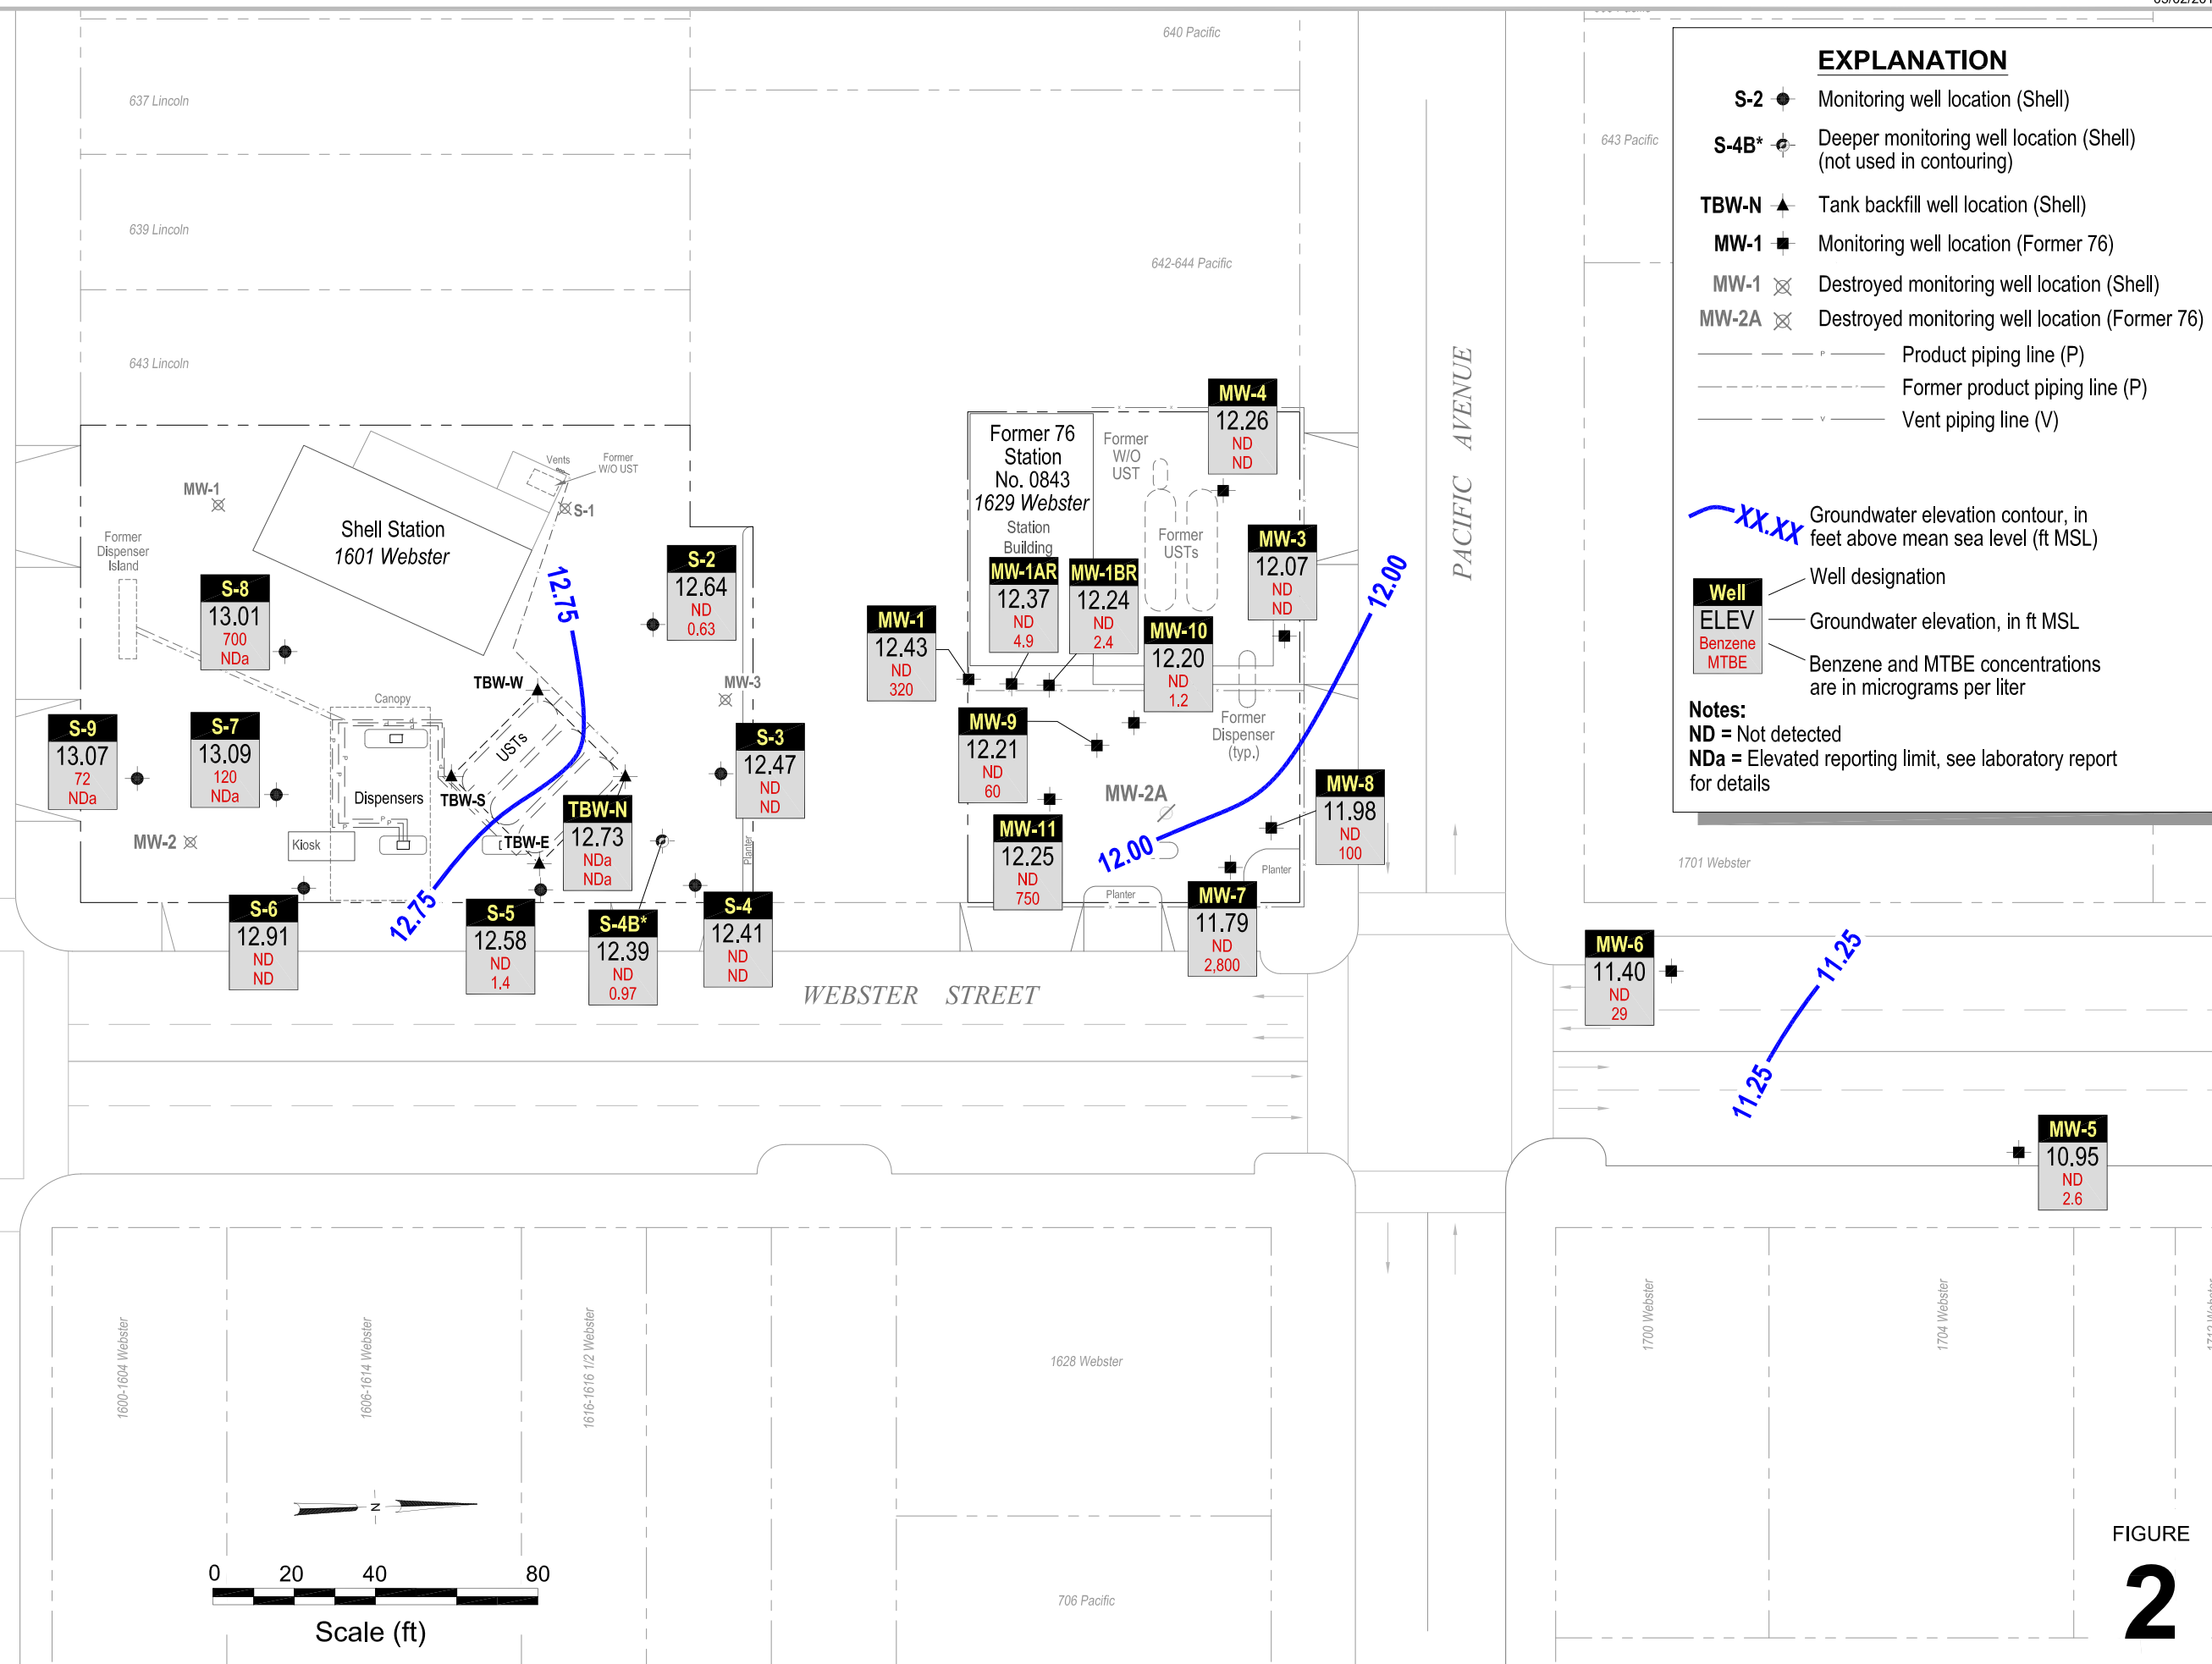 640 Pacific
637 Lincoln
639 Lincoln
642-644 Pacific
643 Lincoln
643 Pacific
EXPLANATION
S-2 Monitoring well location (Shell)
S-4B* Deeper monitoring well location (Shell)
(not used in contouring)
TBW-N Tank backfill well location (Shell)
MW-1 Monitoring well location (Former 76)
MW-1 Destroyed monitoring well location (Shell)
MW-2A Destroyed monitoring well location (Former 76)
P Product piping line (P)
Former product piping line (P)
V Vent piping line (V)
XX.XX Groundwater elevation contour, in
feet above mean sea level (ft MSL)
Well
ELEV
Benzene
MTBE
Well designation
Groundwater elevation, in ft MSL
Benzene and MTBE concentrations
are in micrograms per liter
Notes:
ND = Not detected
NDa = Elevated reporting limit, see laboratory report
for details
1701 Webster
MW-1
Former
Dispenser
Island
Shell Station
1601 Webster
Vents
Former
W/O UST
S-1
S-8
13.01
700
NDa
S-2
12.64
ND
0.63
12.75
MW-3
TBW-W
Canopy
S-9
13.07
72
NDa
S-7
13.09
120
NDa
USTs
S-3
12.47
ND
ND
Dispensers
TBW-S
TBW-N
12.73
NDa
NDa
MW-2
Kiosk
TBW-E
Planter
12.75
S-6
12.91
ND
ND
S-5
12.58
ND
1.4
S-4B*
12.39
ND
0.97
S-4
12.41
ND
ND
Former 76
Station
No. 0843
1629 Webster
Station
Building
Former
W/O
UST
MW-4
12.26
ND
ND
Former
USTs
MW-3
12.07
ND
ND
MW-1AR
12.37
ND
4.9
MW-1BR
12.24
ND
2.4
MW-1
12.43
ND
320
MW-10
12.20
ND
1.2
12.00
MW-9
12.21
ND
60
Former
Dispenser
(typ.)
MW-2A
MW-8
11.98
ND
100
MW-11
12.25
ND
750
12.00
Planter
Planter
MW-7
11.79
ND
2,800
PACIFIC AVENUE
WEBSTER STREET
MW-6
11.40
ND
29
11.25
11.25
MW-5
10.95
ND
2.6
1600-1604 Webster
1606-1614 Webster
1616-1616 1/2 Webster
1628 Webster
706 Pacific
1700 Webster
1704 Webster
N
0 20 40 80
Scale (ft)
FIGURE
2